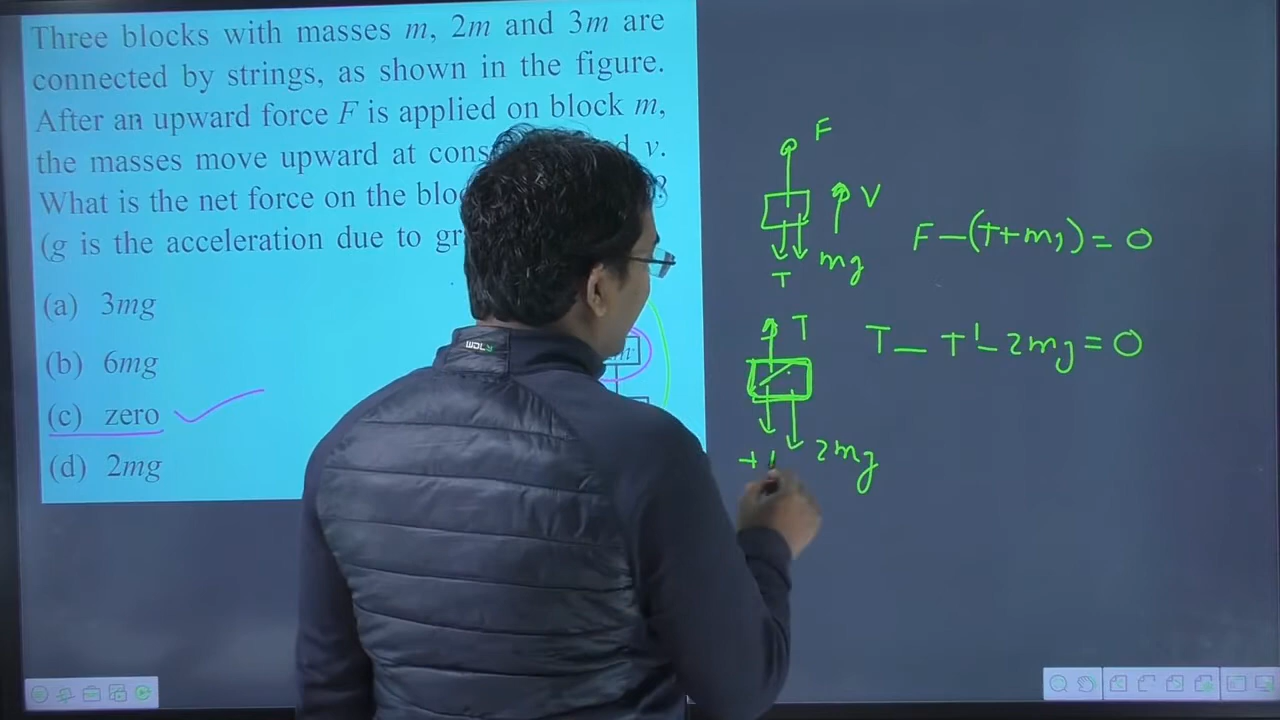 Three blocks with masses m, 2m and 3m are
connected by strings, as shown in the figure.
After an upward force F is applied on block m,
the masses move upward at cons v.
What is the net force on the bloc ?
(g is the acceleration due to gr
(a) 3mg
(b) 6mg
(c) zero
(d) 2mg
F
V
mg
T
F-(T+mg)=0
T
T-T'-2mg=0
T'
2mg